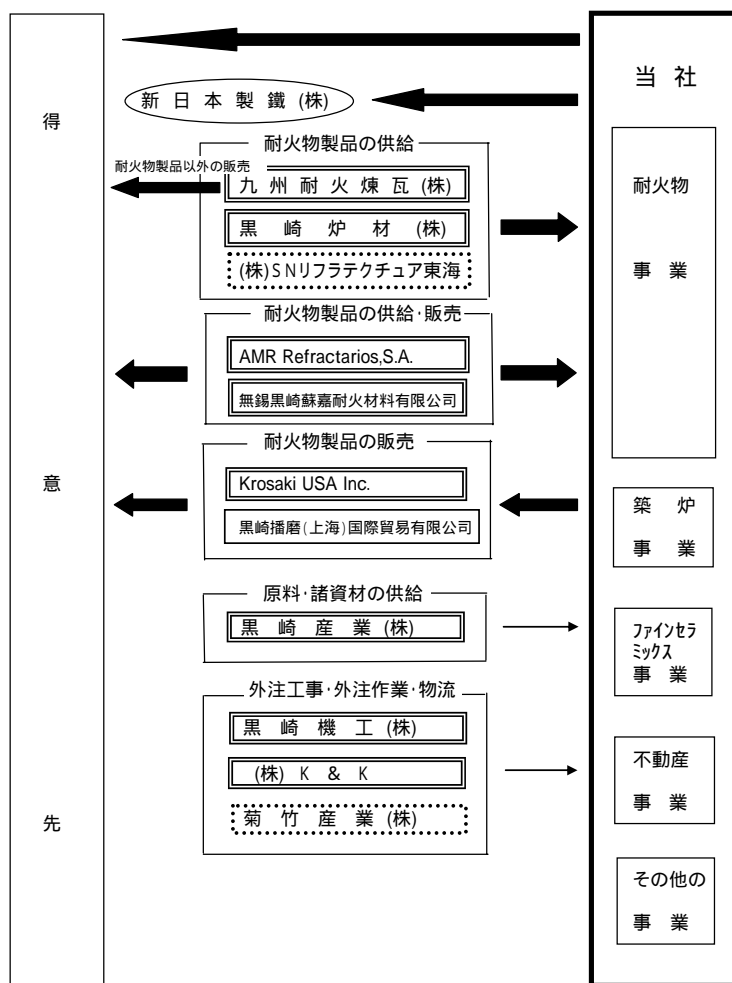 得
意
先
新日本製鐵(株)
耐火物製品の供給
耐火物製品以外の販売
九州耐火煉瓦(株)
黒崎炉材(株)
(株)SNリフラテクチュア東海
耐火物製品の供給・販売
AMR Refractarios,S.A.
無錫黒崎蘇嘉耐火材料有限公司
耐火物製品の販売
Krosaki USA Inc.
黒崎播磨(上海)国際貿易有限公司
原料・諸資材の供給
黒崎産業(株)
外注工事・外注作業・物流
黒崎機工(株)
(株)K&K
菊竹産業(株)
当社
耐火物
事業
築炉
事業
ファインセラ
ミックス
事業
不動産
事業
その他の
事業